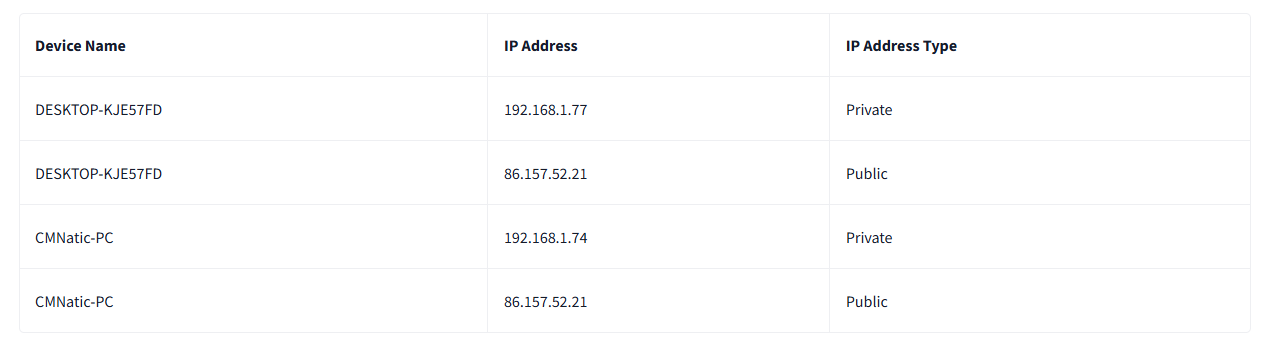 Device Name IP Address IP Address Type
DESKTOP-KJE57FD 192.168.1.77 Private
DESKTOP-KJE57FD 86.157.52.21 Public
CMNatic-PC 192.168.1.74 Private
CMNatic-PC 86.157.52.21 Public